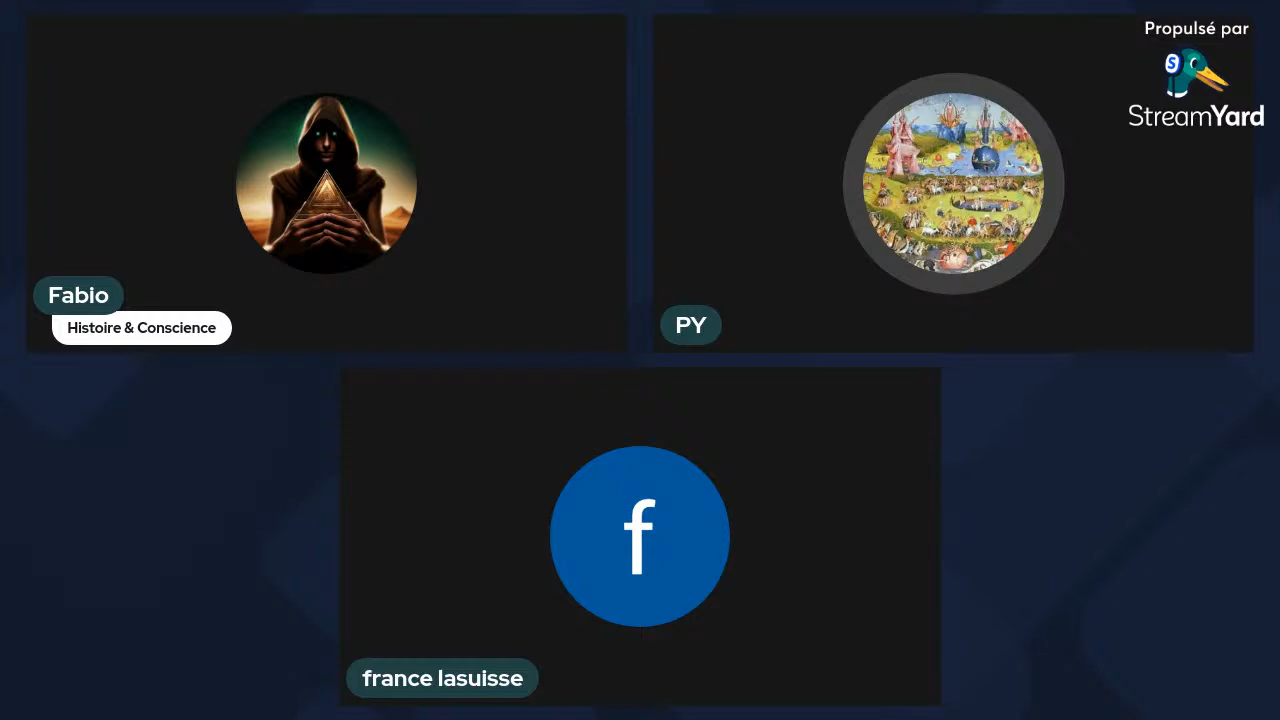 Propulsé par
S
StreamYard
Fabio
Histoire & Conscience
PY
f
france lasuisse